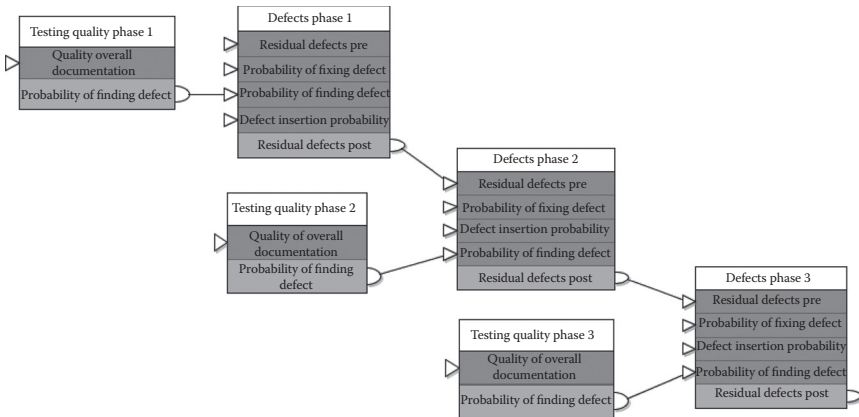 Testing quality phase 1
Quality overall
documentation
Probability of finding defect
Defects phase 1
Residual defects pre
Probability of fixing defect
Probability of finding defect
Defect insertion probability
Residual defects post
Testing quality phase 2
Quality of overall
documentation
Probability of finding
defect
Defects phase 2
Residual defects pre
Probability of fixing defect
Defect insertion probability
Probability of finding defect
Residual defects post
Testing quality phase 3
Quality of overall
documentation
Probability of finding defect
Defects phase 3
Residual defects pre
Probability of fixing defect
Defect insertion probability
Probability of finding defect
Residual defects post